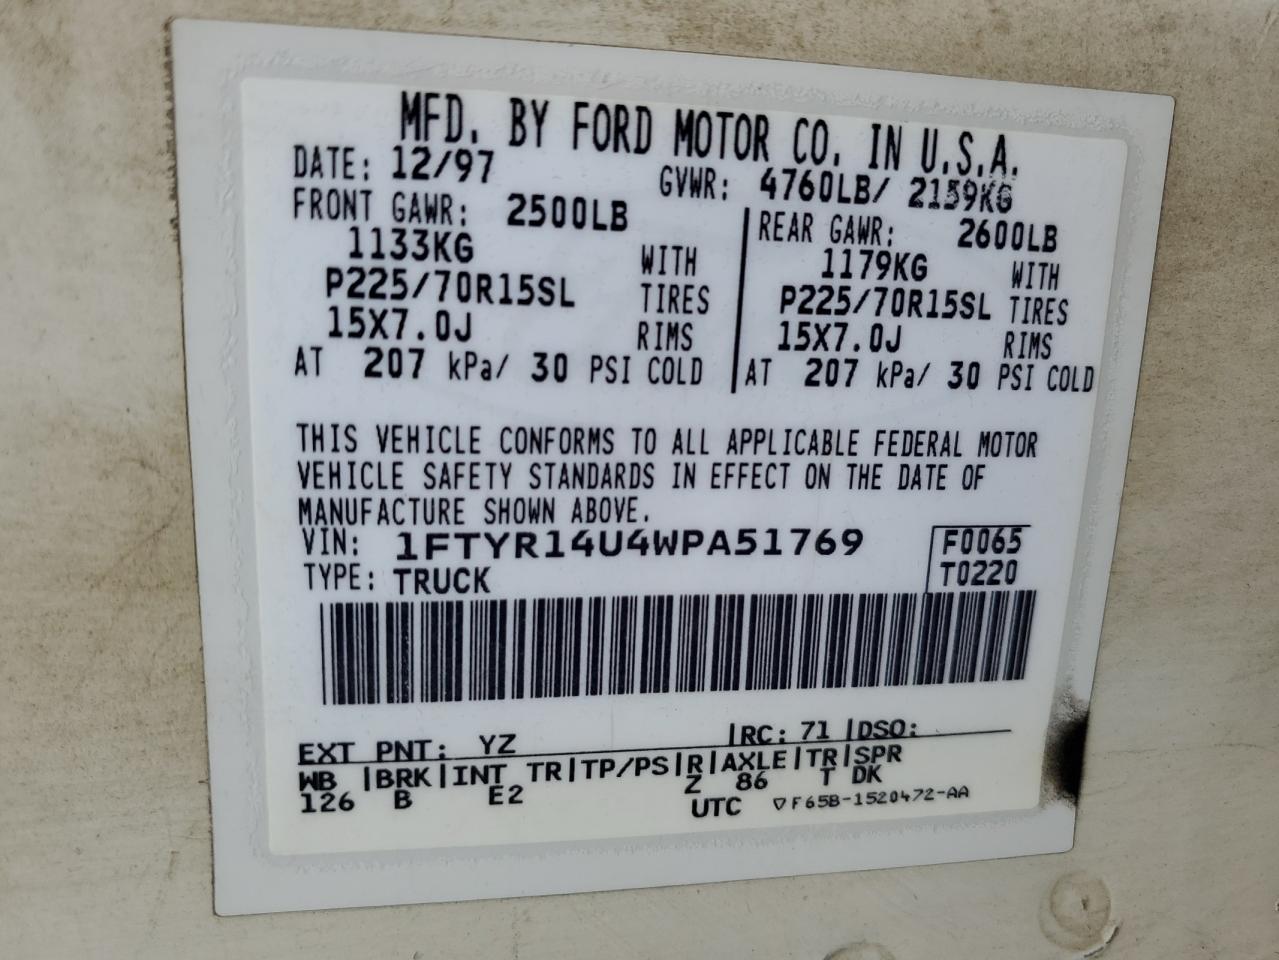 MFD. BY FORD MOTOR CO. IN U.S.A.
DATE: 12/97 GVWR: 4760LB/ 2159KG
FRONT GAWR: 2500LB REAR GAWR: 2600LB
1133KG WITH 1179KG WITH
P225/70R15SL TIRES P225/70R15SL TIRES
15X7.0J RIMS 15X7.0J RIMS
AT 207 kPa/ 30 PSI COLD AT 207 kPa/ 30 PSI COLD
THIS VEHICLE CONFORMS TO ALL APPLICABLE FEDERAL MOTOR
VEHICLE SAFETY STANDARDS IN EFFECT ON THE DATE OF
MANUFACTURE SHOWN ABOVE.
VIN: 1FTYR14U4WPA51769 F0065
TYPE: TRUCK T0220
EXT PNT: YZ |RC: 71 |DSO:
WB |BRK|INT TR|TP/PS|R|AXLE|TR|SPR
126 B E2 Z 86 T DK
UTC ▽F65B-1520472-AA